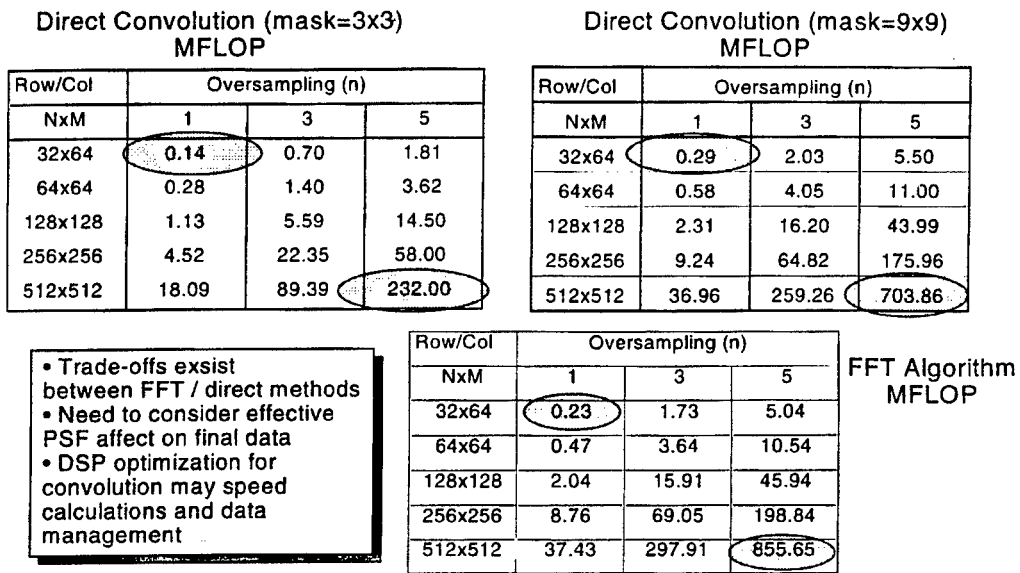 Direct Convolution (mask=3x3)
MFLOP
Row/Col Oversampling (n)
NxM 1 3 5
32x64 0.14 0.70 1.81
64x64 0.28 1.40 3.62
128x128 1.13 5.59 14.50
256x256 4.52 22.35 58.00
512x512 18.09 89.39 232.00
Direct Convolution (mask=9x9)
MFLOP
Row/Col Oversampling (n)
NxM 1 3 5
32x64 0.29 2.03 5.50
64x64 0.58 4.05 11.00
128x128 2.31 16.20 43.99
256x256 9.24 64.82 175.96
512x512 36.96 259.26 703.86
• Trade-offs exsist
between FFT / direct methods
• Need to consider effective
PSF affect on final data
• DSP optimization for
convolution may speed
calculations and data
management
Row/Col Oversampling (n)
NxM 1 3 5
32x64 0.23 1.73 5.04
64x64 0.47 3.64 10.54
128x128 2.04 15.91 45.94
256x256 8.76 69.05 198.84
512x512 37.43 297.91 855.65
FFT Algorithm
MFLOP